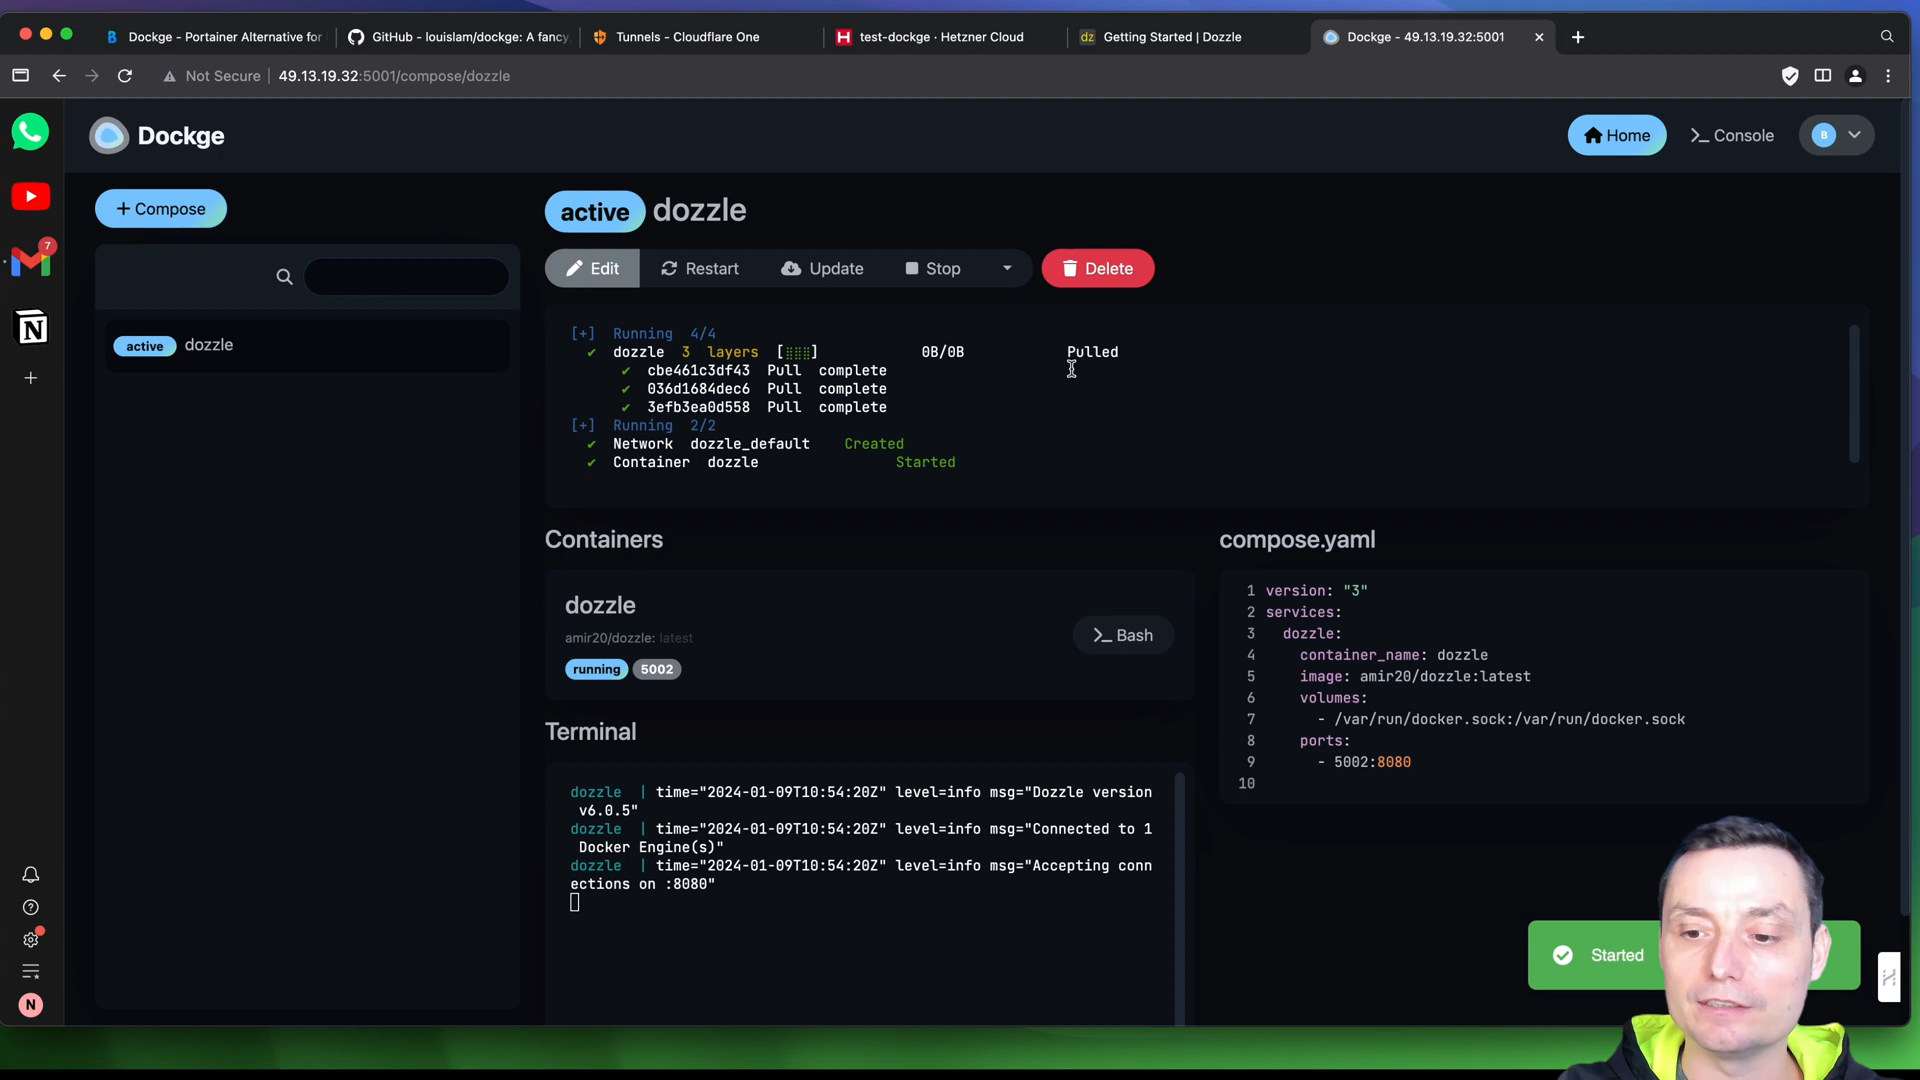 Dockge - Portainer Alternative for
GitHub - louislam/dockge: A fancy,
Tunnels - Cloudflare One
test-dockge · Hetzner Cloud
dz Getting Started | Dozzle
Dockge - 49.13.19.32:5001
Not Secure 49.13.19.32:5001/compose/dozzle
Dockge
Home
Console
B
7
N
+ Compose
active dozzle
active dozzle
Edit Restart Update Stop Delete
[+] Running 4/4
✔ dozzle 3 layers [⣿⣿⣿] 0B/0B Pulled
✔ cbe461c3df43 Pull complete
✔ 036d1684dec6 Pull complete
✔ 3efb3ea0d558 Pull complete
[+] Running 2/2
✔ Network dozzle_default Created
✔ Container dozzle Started
Containers
dozzle
amir20/dozzle: latest
running 5002
Bash
Terminal
dozzle | time="2024-01-09T10:54:20Z" level=info msg="Dozzle version
v6.0.5"
dozzle | time="2024-01-09T10:54:20Z" level=info msg="Connected to 1
Docker Engine(s)"
dozzle | time="2024-01-09T10:54:20Z" level=info msg="Accepting conn
ections on :8080"
compose.yaml
1 version: "3"
2 services:
3 dozzle:
4 container_name: dozzle
5 image: amir20/dozzle:latest
6 volumes:
7 - /var/run/docker.sock:/var/run/docker.sock
8 ports:
9 - 5002:8080
10
Started
N